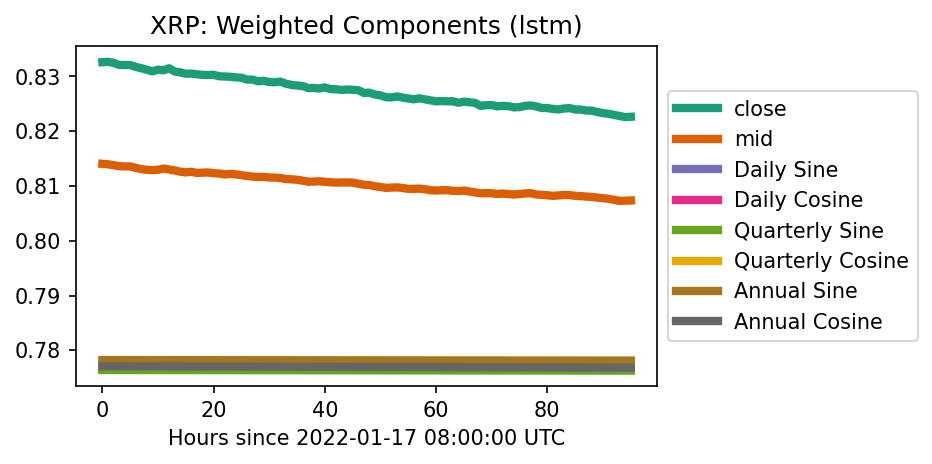 XRP: Weighted Components (lstm)
0.83
0.82
0.81
0.80
0.79
0.78
0 20 40 60 80
Hours since 2022-01-17 08:00:00 UTC
close
mid
Daily Sine
Daily Cosine
Quarterly Sine
Quarterly Cosine
Annual Sine
Annual Cosine